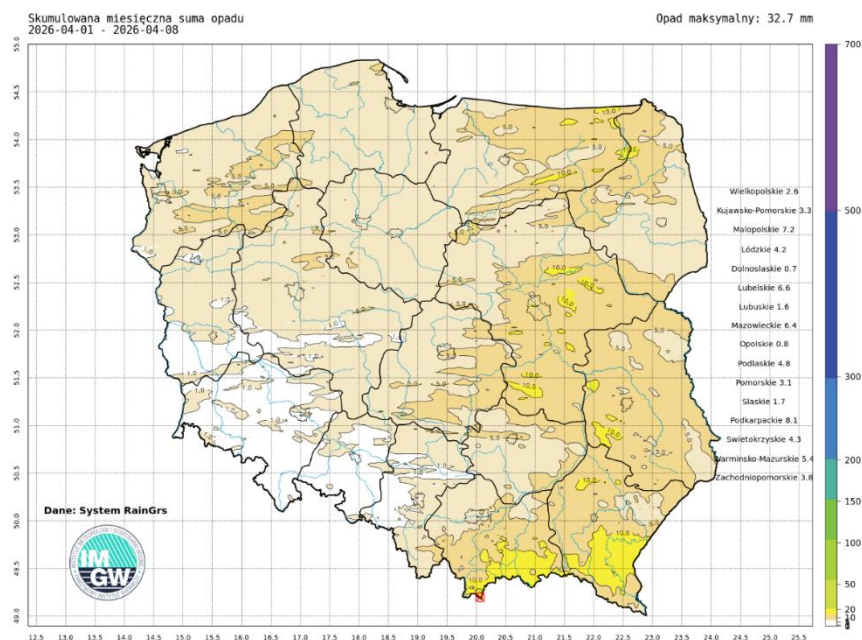 Skumulowana miesięczna suma opadu
2026-04-01 - 2026-04-08
Opad maksymalny: 32.7 mm
Wielkopolskie 2.6
Kujawsko-Pomorskie 3.3
Malopolskie 7.2
Lódzkie 4.2
Dolnoslaskie 0.7
Lubelskie 6.6
Lubuskie 1.6
Mazowieckie 6.4
Opolskie 0.8
Podlaskie 4.8
Pomorskie 3.1
Slaskie 1.7
Podkarpackie 8.1
Swietokrzyskie 4.3
Warminsko-Mazurskie 5.4
Zachodniopomorskie 3.8
700
500
300
200
150
100
50
20
10
55.0
54.5
54.0
53.5
53.0
52.5
52.0
51.5
51.0
50.5
50.0
49.5
49.0
Dane: System RainGrs
IM
GW
12.5 13.0 13.5 14.0 14.5 15.0 15.5 16.0 16.5 17.0 17.5 18.0 18.5 19.0 19.5 20.0 20.5 21.0 21.5 22.0 22.5 23.0 23.5 24.0 24.5 25.0 25.5